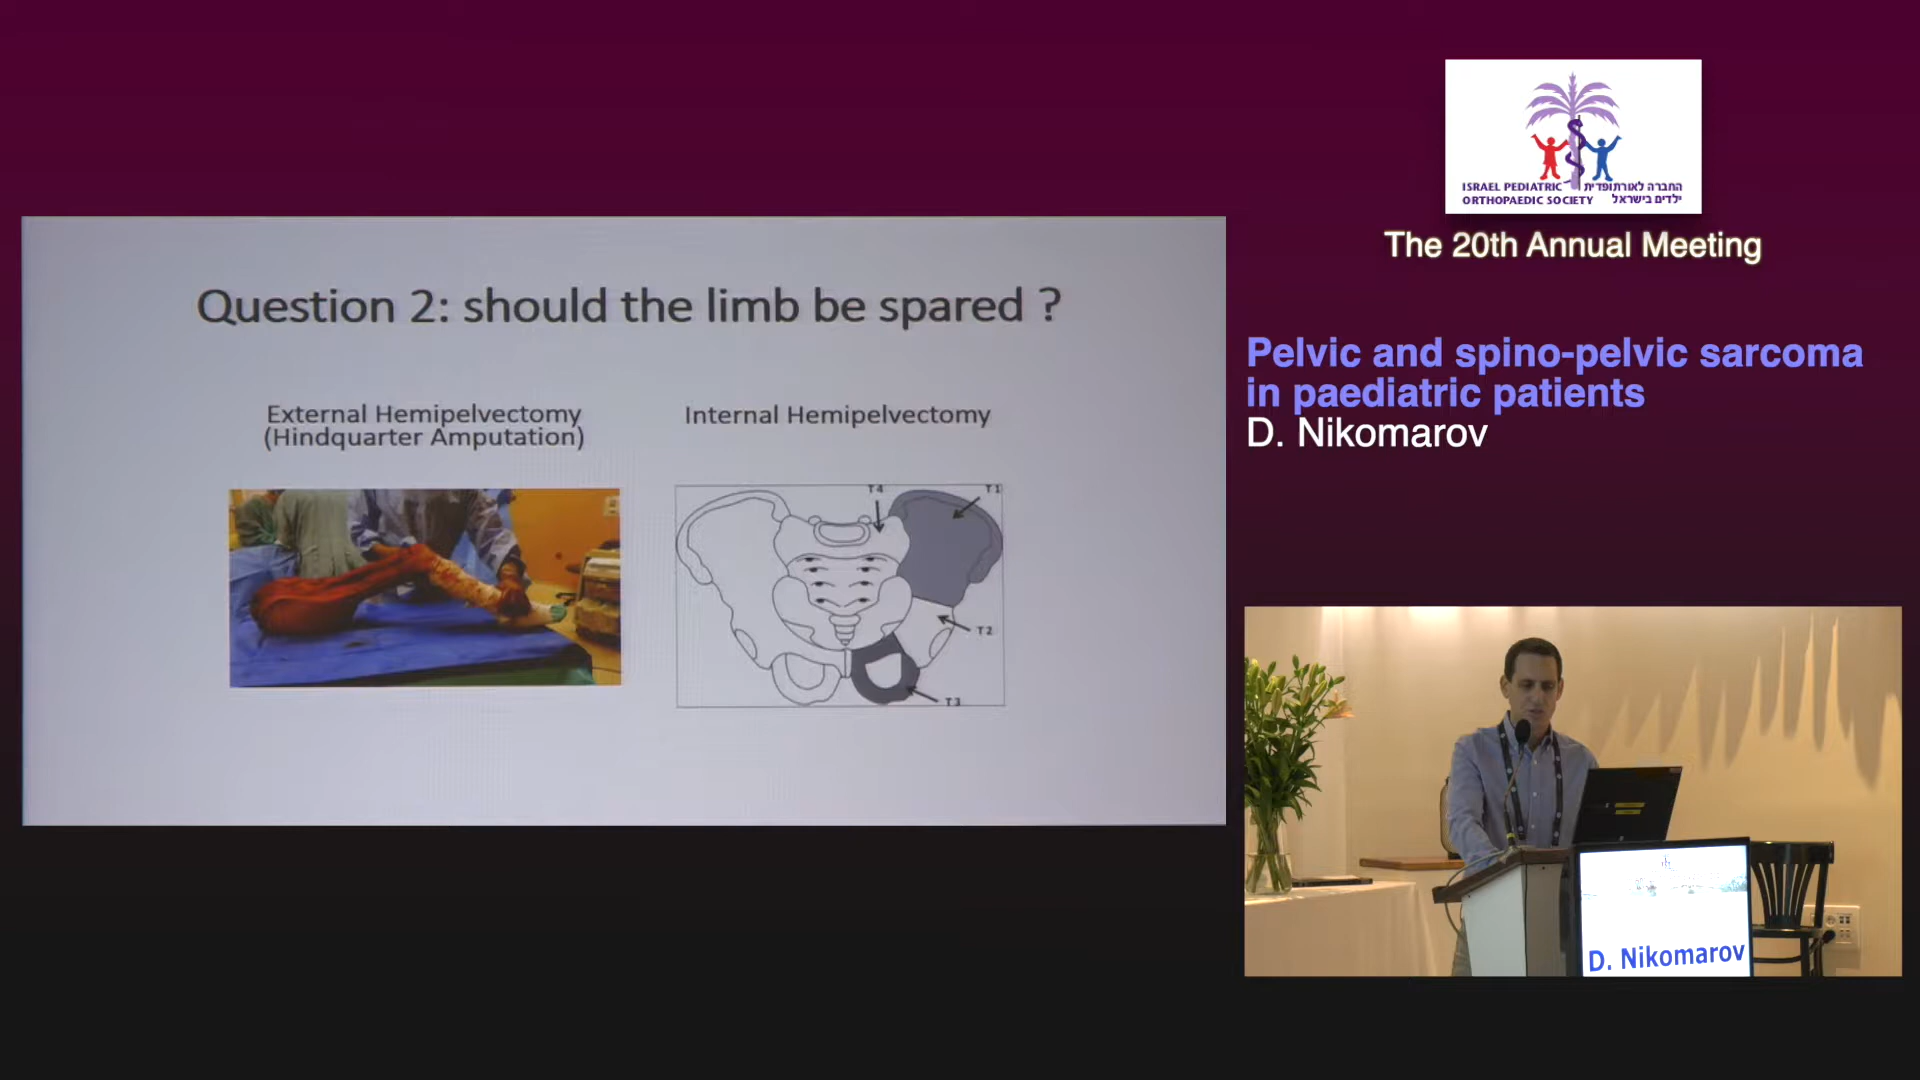 Question 2: should the limb be spared ?
External Hemipelvectomy
(Hindquarter Amputation)
Internal Hemipelvectomy
T4
T1
T2
T3
ISRAEL PEDIATRIC
ORTHOPAEDIC SOCIETY
החברה לאורתופדית
ילדים בישראל
The 20th Annual Meeting
Pelvic and spino-pelvic sarcoma
in paediatric patients
D. Nikomarov
D. Nikomarov